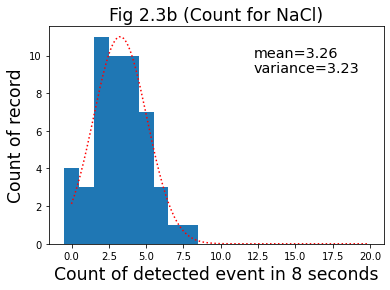 Fig 2.3b (Count for NaCl)
mean=3.26
variance=3.23
Count of record
10
8
6
4
2
0
0.0 2.5 5.0 7.5 10.0 12.5 15.0 17.5 20.0
Count of detected event in 8 seconds